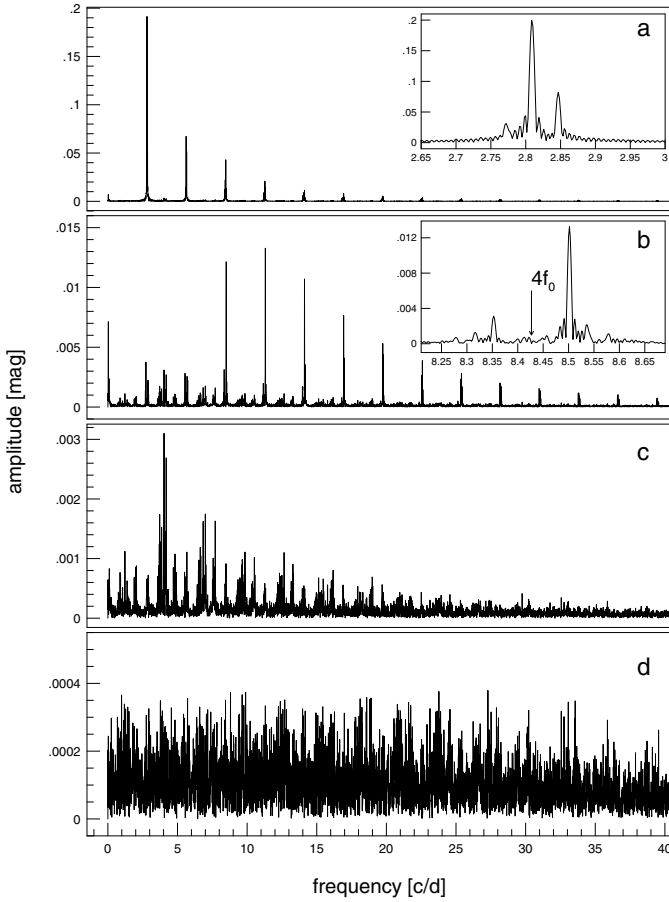 .2
.15
.1
.05
0
a
.2
.15
.1
.05
0
2.65 2.7 2.75 2.8 2.85 2.9 2.95 3
.015
.01
.005
0
b
.012
.008
.004
.000
4f₀
8.25 8.3 8.35 8.4 8.45 8.5 8.55 8.6 8.65
.003
.002
.001
0
c
.0004
.0002
0
d
0 5 10 15 20 25 30 35 40
frequency [c/d]
amplitude [mag]